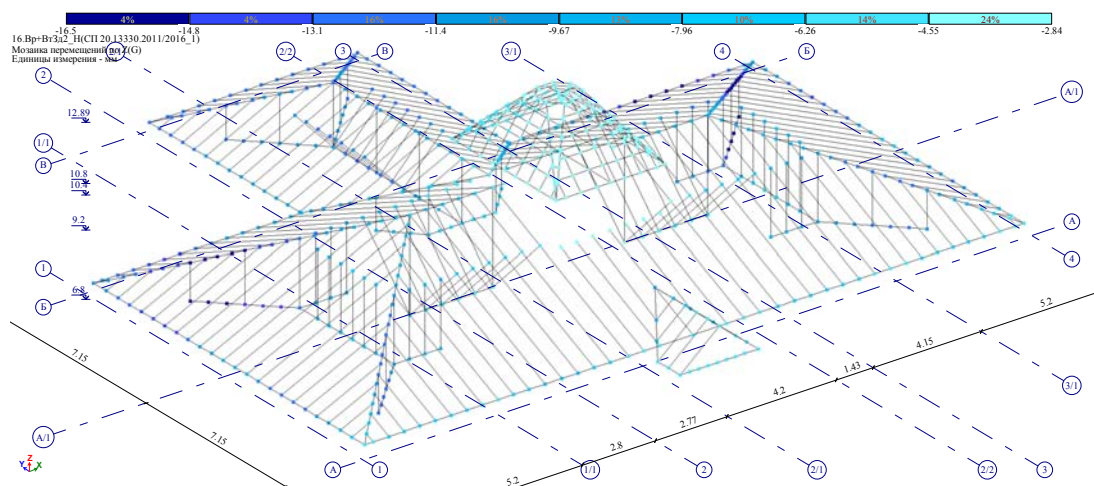 4% 4% 16% 16% 12% 10% 14% 24%
-16.5 -14.8 -13.1 -11.4 -9.67 -7.96 -6.26 -4.55 -2.84
16.Вр+Вт3д2_Н(СП 20.13330.2011/2016_1)
Мозаика перемещений по Z(G)
Единицы измерения - мм
2/2 3 В 3/1 4 Б
2
А/1
12.89
1/1
В
10.8
10.4
9.2
А
4
1
Б
6.8
5.2
7.15
4.15
1.43
3/1
4.2
2.77
7.15
2.8
А/1
5.2
А 1 1/1 2 2/1 2/2 3
Z
Y X